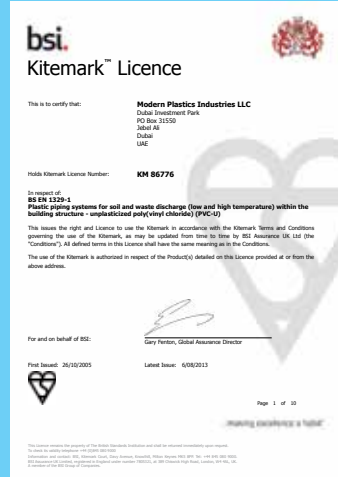 bsi.
Kitemark™ Licence
This is to certify that:
Modern Plastics Industries LLC
Dubai Investment Park
PO Box 31550
Jebel Ali
Dubai
UAE
Holds Kitemark Licence Number:
KM 86776
In respect of:
BS EN 1329-1
Plastic piping systems for soil and waste discharge (low and high temperature) within the
building structure - unplasticized poly(vinyl chloride) (PVC-U)
This issues the right and Licence to use the Kitemark in accordance with the Kitemark Terms and Conditions
governing the use of the Kitemark, as may be updated from time to time by BSI Assurance UK Ltd (the
"Conditions"). All defined terms in this Licence shall have the same meaning as in the Conditions.
The use of the Kitemark is authorized in respect of the Product(s) detailed on this Licence provided at or from the
above address.
For and on behalf of BSI:
Gary Fenton, Global Assurance Director
First Issued: 26/10/2005
Latest Issue: 6/08/2013
Page 1 of 10
...making excellence a habit™